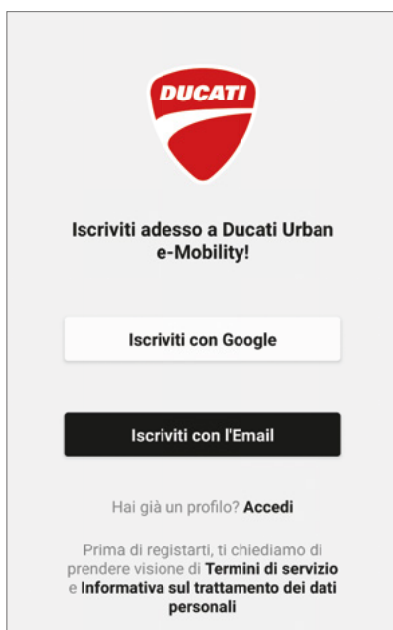 DUCATI
Iscriviti adesso a Ducati Urban
e-Mobility!
Iscriviti con Google
Iscriviti con l'Email
Hai già un profilo? Accedi
Prima di registarti, ti chiediamo di
prendere visione di Termini di servizio
e Informativa sul trattamento dei dati
personali